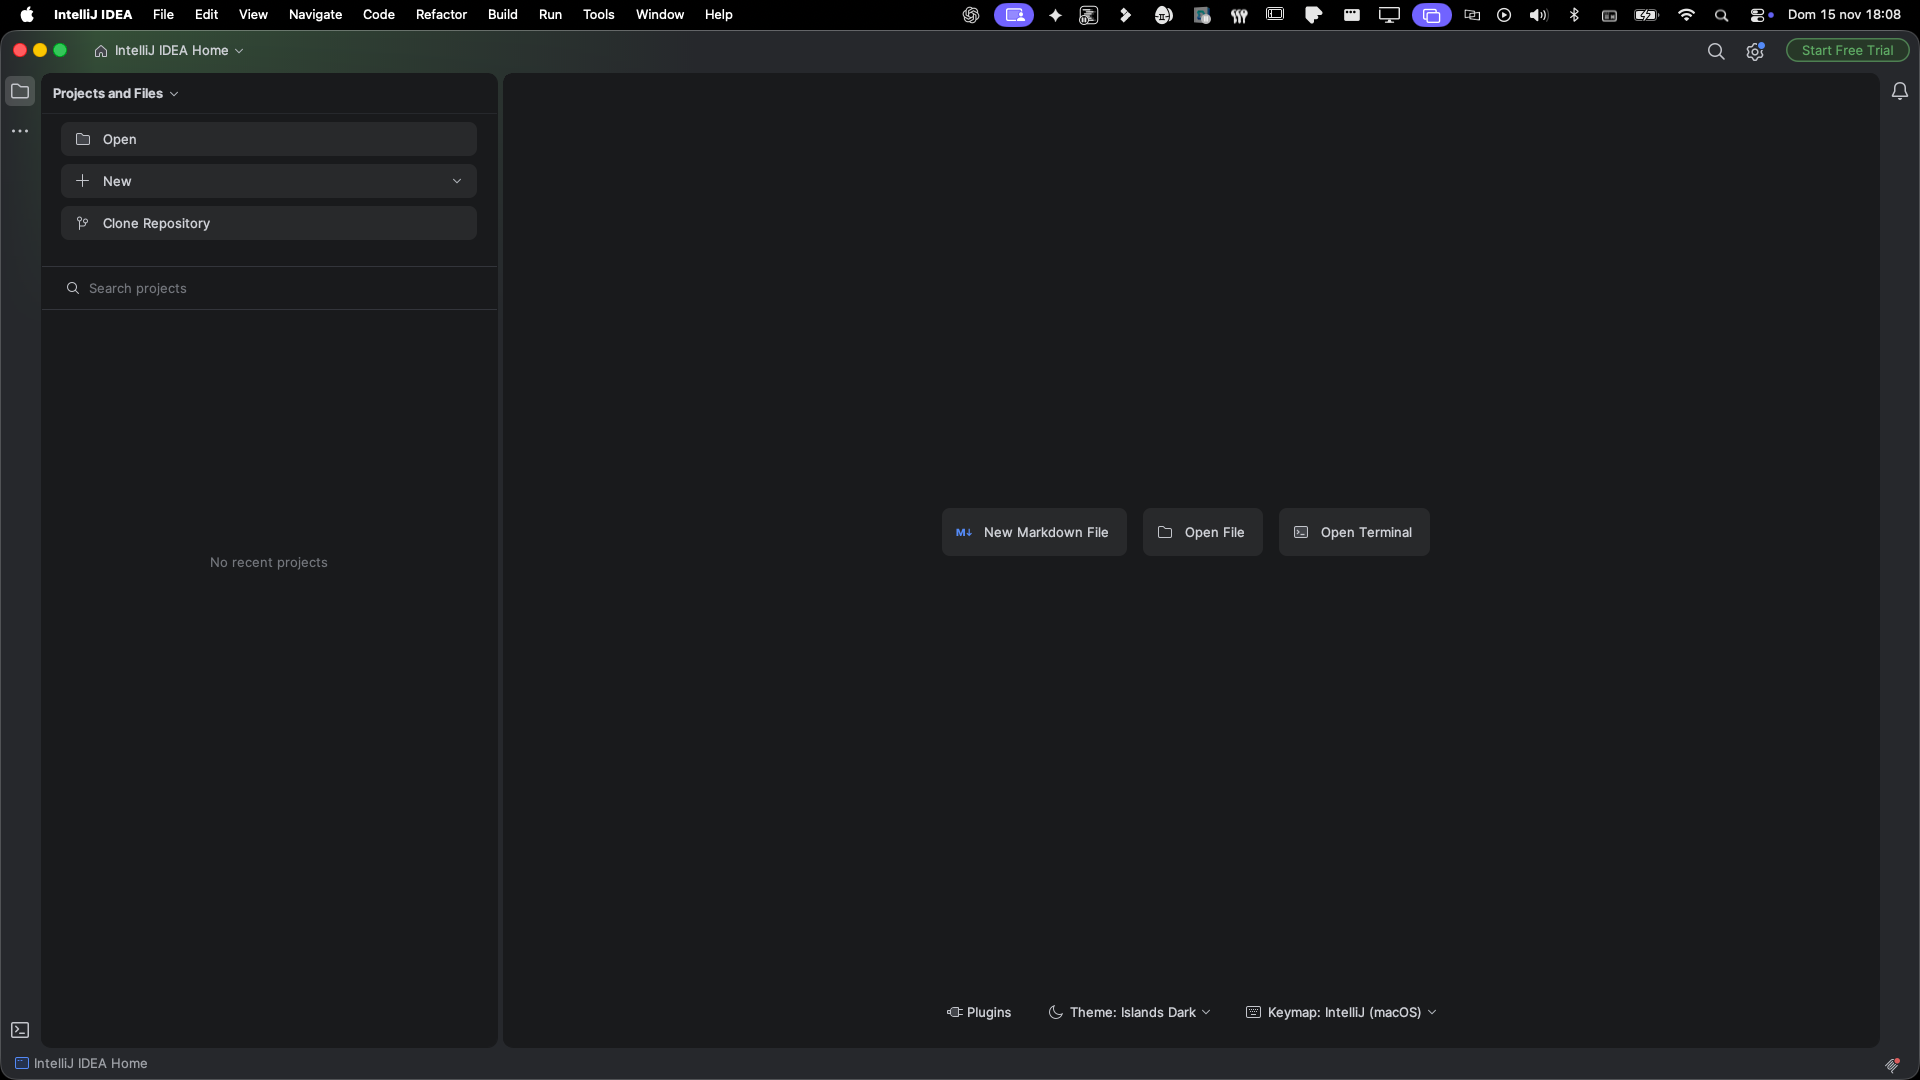 IntelliJ IDEA File Edit View Navigate Code Refactor Build Run Tools Window Help Dom 15 nov 18:08
IntelliJ IDEA Home Start Free Trial
Projects and Files
Open
New
Clone Repository
Search projects
No recent projects
New Markdown File Open File Open Terminal
Plugins Theme: Islands Dark Keymap: IntelliJ (macOS)
IntelliJ IDEA Home